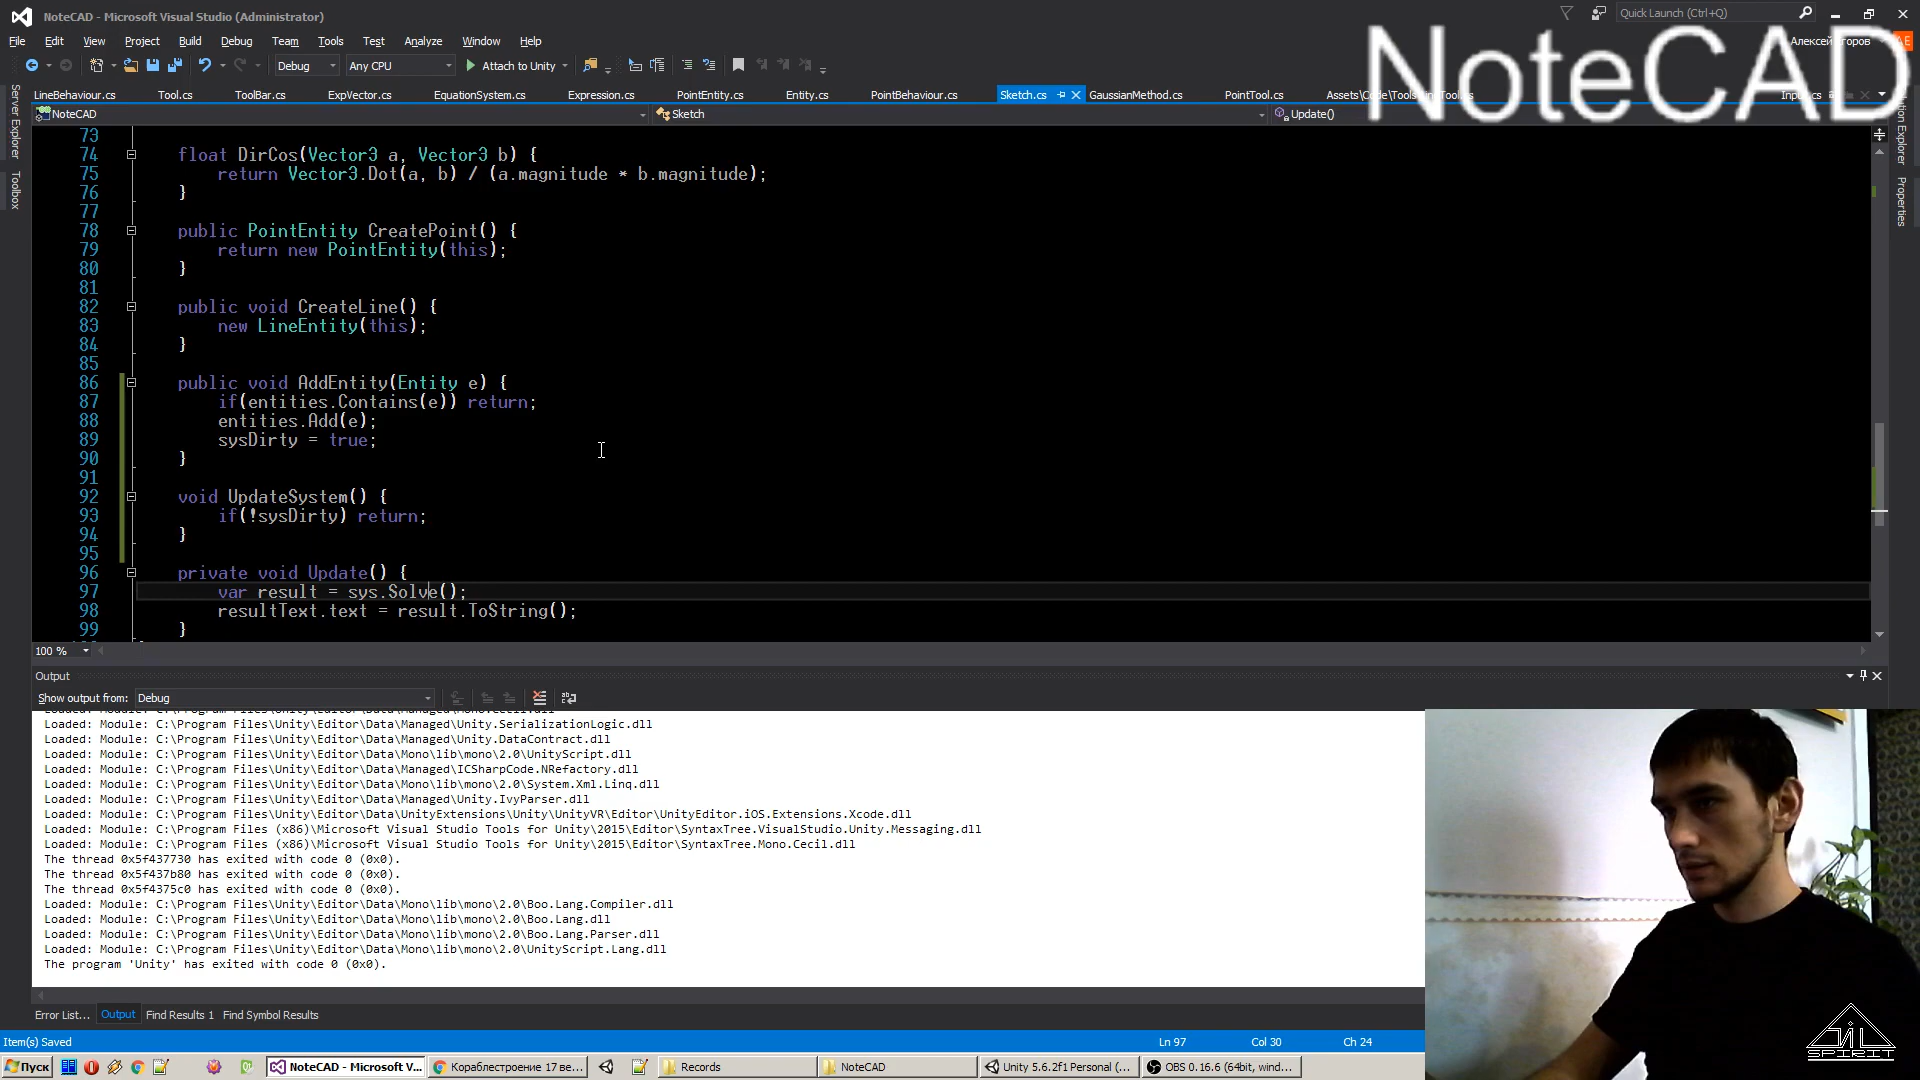 NoteCAD - Microsoft Visual Studio (Administrator)
Quick Launch (Ctrl+Q)
File Edit View Project Build Debug Team Tools Test Analyze Window Help
Debug Any CPU Attach to Unity
NoteCAD
LineBehaviour.cs Tool.cs ToolBar.cs ExpVector.cs EquationSystem.cs Expression.cs PointEntity.cs Entity.cs PointBehaviour.cs Sketch.cs GaussianMethod.cs PointTool.cs
NoteCAD Sketch Update()
Server Explorer
Toolbox
Properties
73
74 float DirCos(Vector3 a, Vector3 b) {
75 return Vector3.Dot(a, b) / (a.magnitude * b.magnitude);
76 }
77
78 public PointEntity CreatePoint() {
79 return new PointEntity(this);
80 }
81
82 public void CreateLine() {
83 new LineEntity(this);
84 }
85
86 public void AddEntity(Entity e) {
87 if(entities.Contains(e)) return;
88 entities.Add(e);
89 sysDirty = true;
90 }
91
92 void UpdateSystem() {
93 if(!sysDirty) return;
94 }
95
96 private void Update() {
97 var result = sys.Solve();
98 resultText.text = result.ToString();
99 }
100 %
Output
Show output from: Debug
Loaded: Module: C:\Program Files\Unity\Editor\Data\Managed\Unity.SerializationLogic.dll
Loaded: Module: C:\Program Files\Unity\Editor\Data\Managed\Unity.DataContract.dll
Loaded: Module: C:\Program Files\Unity\Editor\Data\Mono\lib\mono\2.0\UnityScript.dll
Loaded: Module: C:\Program Files\Unity\Editor\Data\Managed\ICSharpCode.NRefactory.dll
Loaded: Module: C:\Program Files\Unity\Editor\Data\Mono\lib\mono\2.0\System.Xml.Linq.dll
Loaded: Module: C:\Program Files\Unity\Editor\Data\Managed\Unity.IvyParser.dll
Loaded: Module: C:\Program Files\Unity\Editor\Data\UnityExtensions\Unity\UnityVR\Editor\UnityEditor.iOS.Extensions.Xcode.dll
Loaded: Module: C:\Program Files (x86)\Microsoft Visual Studio Tools for Unity\2015\Editor\SyntaxTree.VisualStudio.Unity.Messaging.dll
Loaded: Module: C:\Program Files (x86)\Microsoft Visual Studio Tools for Unity\2015\Editor\SyntaxTree.Mono.Cecil.dll
The thread 0x5f437730 has exited with code 0 (0x0).
The thread 0x5f437b80 has exited with code 0 (0x0).
The thread 0x5f4375c0 has exited with code 0 (0x0).
Loaded: Module: C:\Program Files\Unity\Editor\Data\Mono\lib\mono\2.0\Boo.Lang.Compiler.dll
Loaded: Module: C:\Program Files\Unity\Editor\Data\Mono\lib\mono\2.0\Boo.Lang.dll
Loaded: Module: C:\Program Files\Unity\Editor\Data\Mono\lib\mono\2.0\Boo.Lang.Parser.dll
Loaded: Module: C:\Program Files\Unity\Editor\Data\Mono\lib\mono\2.0\UnityScript.Lang.dll
The program 'Unity' has exited with code 0 (0x0).
Error List... Output Find Results 1 Find Symbol Results
Item(s) Saved Ln 97 Col 30 Ch 24
SPIRIT
Пуск NoteCAD - Microsoft V... Кораблестроение 17 ве... Records NoteCAD Unity 5.6.2f1 Personal (... OBS 0.16.6 (64bit, wind...